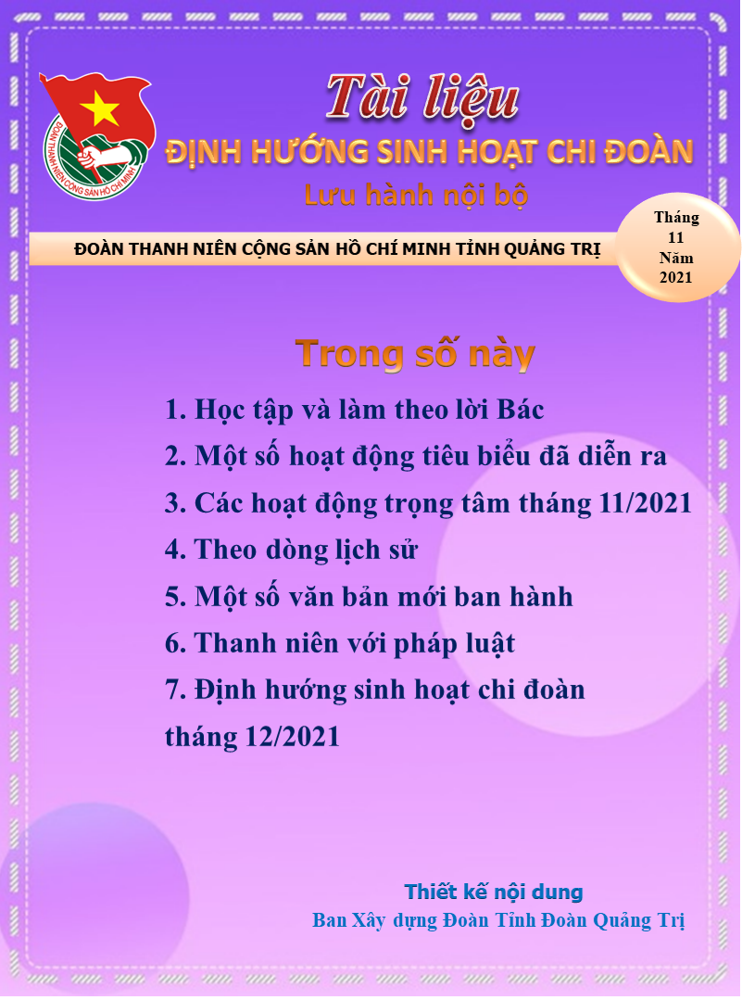 Tài liệu
ĐỊNH HƯỚNG SINH HOẠT CHI ĐOÀN
Lưu hành nội bộ
ĐOÀN THANH NIÊN CỘNG SẢN HỒ CHÍ MINH
ĐOÀN THANH NIÊN CỘNG SẢN HỒ CHÍ MINH TỈNH QUẢNG TRỊ
Tháng
11
Năm
2021
Trong số này
1. Học tập và làm theo lời Bác
2. Một số hoạt động tiêu biểu đã diễn ra
3. Các hoạt động trọng tâm tháng 11/2021
4. Theo dòng lịch sử
5. Một số văn bản mới ban hành
6. Thanh niên với pháp luật
7. Định hướng sinh hoạt chi đoàn
tháng 12/2021
Thiết kế nội dung
Ban Xây dựng Đoàn Tỉnh Đoàn Quảng Trị